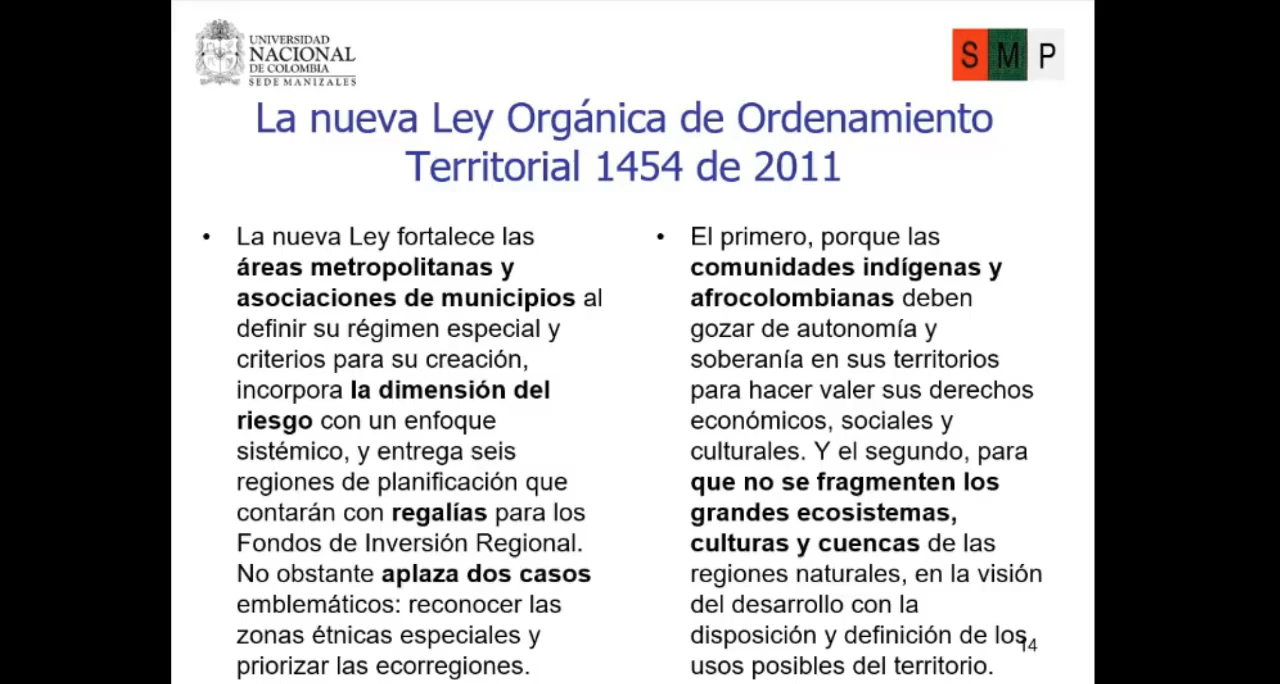 UNIVERSIDAD
NACIONAL
DE COLOMBIA
SEDE MANIZALES
S M P
La nueva Ley Orgánica de Ordenamiento
Territorial 1454 de 2011
• La nueva Ley fortalece las
áreas metropolitanas y
asociaciones de municipios al
definir su régimen especial y
criterios para su creación,
incorpora la dimensión del
riesgo con un enfoque
sistémico, y entrega seis
regiones de planificación que
contarán con regalías para los
Fondos de Inversión Regional.
No obstante aplaza dos casos
emblemáticos: reconocer las
zonas étnicas especiales y
priorizar las ecorregiones.
• El primero, porque las
comunidades indígenas y
afrocolombianas deben
gozar de autonomía y
soberanía en sus territorios
para hacer valer sus derechos
económicos, sociales y
culturales. Y el segundo, para
que no se fragmenten los
grandes ecosistemas,
culturas y cuencas de las
regiones naturales, en la visión
del desarrollo con la
disposición y definición de los
usos posibles del territorio.
14